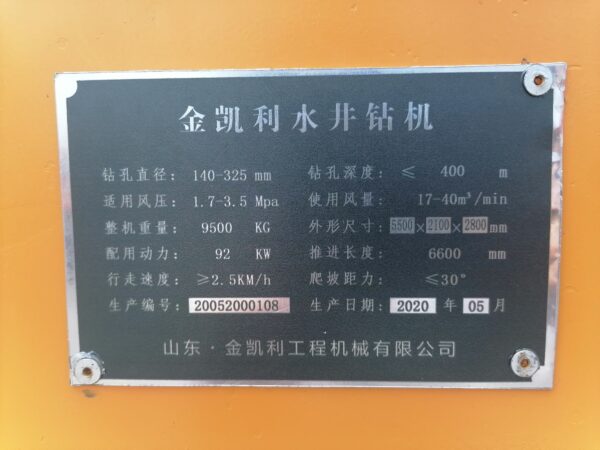 金凯利水井钻机
钻孔直径： 140-325 mm 钻孔深度： ≤ 400 m
适用风压： 1.7-3.5 Mpa 使用风量： 17-40m³/min
整机重量： 9500 KG 外形尺寸： 5500×2100×2800mm
配用动力： 92 KW 推进长度： 6600 mm
行走速度： ≥2.5KM/h 爬坡距力： ≤30°
生产编号： 20052000108 生产日期： 2020 年 05 月
山东·金凯利工程机械有限公司